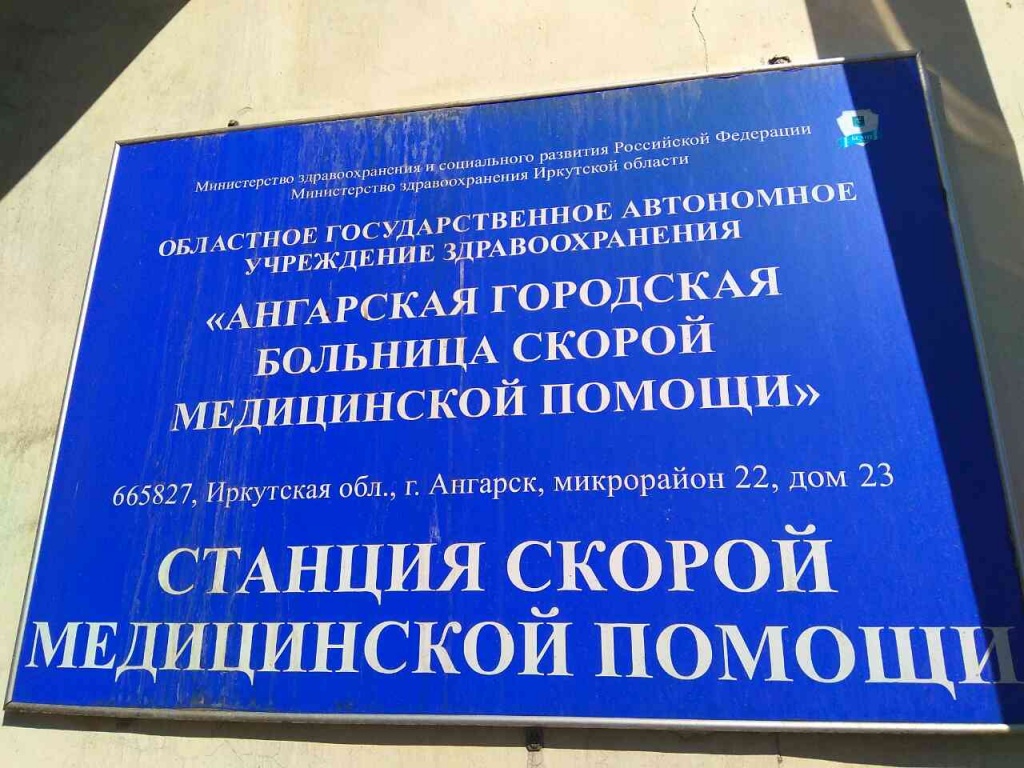 Министерство здравоохранения и социального развития Российской Федерации
Министерство здравоохранения Иркутской области
ОБЛАСТНОЕ ГОСУДАРСТВЕННОЕ АВТОНОМНОЕ
УЧРЕЖДЕНИЕ ЗДРАВООХРАНЕНИЯ
«АНГАРСКАЯ ГОРОДСКАЯ
БОЛЬНИЦА СКОРОЙ
МЕДИЦИНСКОЙ ПОМОЩИ»
665827, Иркутская обл., г. Ангарск, микрорайон 22, дом 23
СТАНЦИЯ СКОРОЙ
МЕДИЦИНСКОЙ ПОМОЩИ